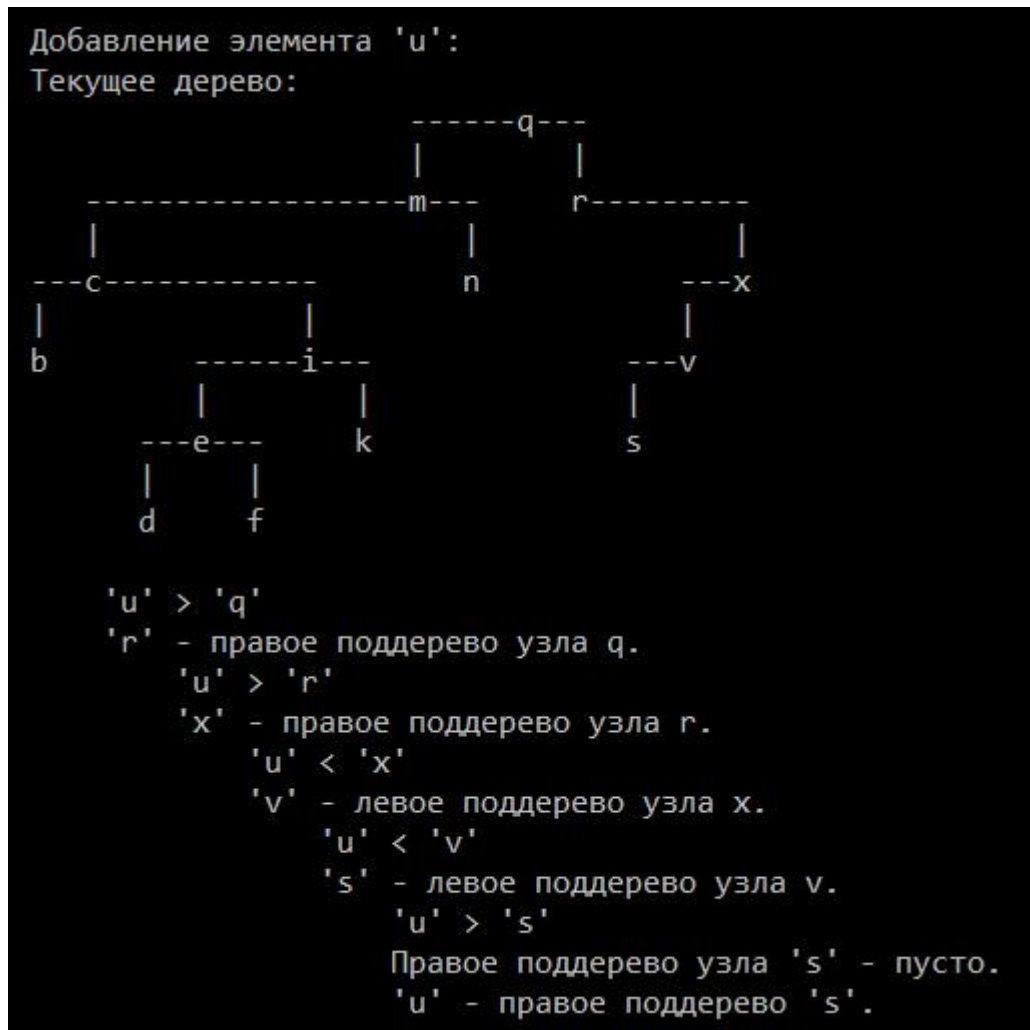 Добавление элемента 'u':
Текущее дерево:
------q---
|        |
------------------m---     r---------
|                    |              |
---c------------        n           ---x
|              |                    |
b        ------i---              ---v
|        |              |
---e---     k              s
|     |
d     f
'u' > 'q'
'r' - правое поддерево узла q.
'u' > 'r'
'x' - правое поддерево узла r.
'u' < 'x'
'v' - левое поддерево узла x.
'u' < 'v'
's' - левое поддерево узла v.
'u' > 's'
Правое поддерево узла 's' - пусто.
'u' - правое поддерево 's'.